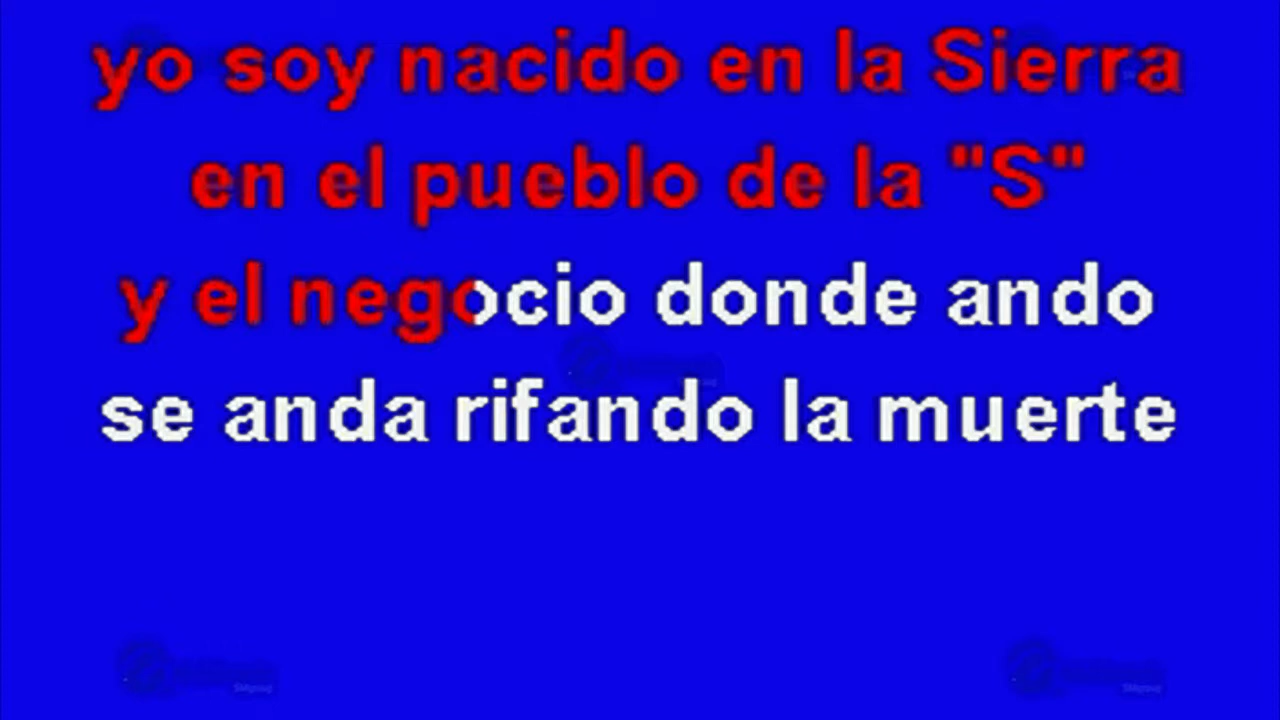 yo soy nacido en la Sierra
en el pueblo de la "S"
y el negocio donde ando
se anda rifando la muerte